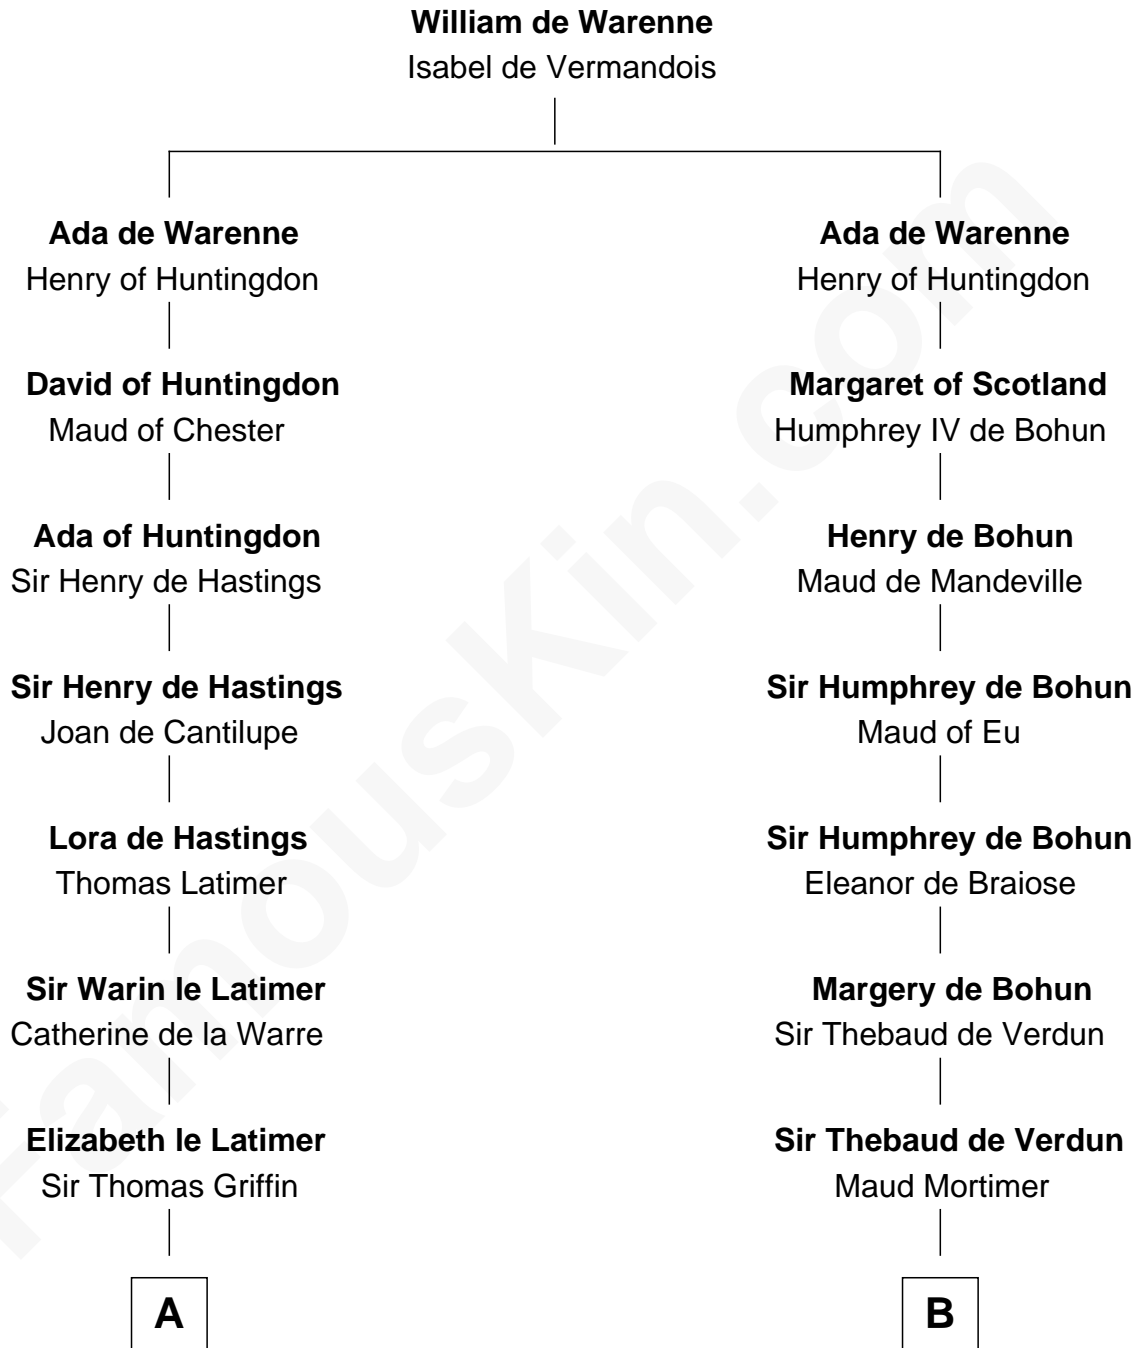 William de Warenne
Isabel de Vermandois
Ada de Warenne
Henry of Huntingdon
David of Huntingdon
Maud of Chester
Ada of Huntingdon
Sir Henry de Hastings
Sir Henry de Hastings
Joan de Cantilupe
Lora de Hastings
Thomas Latimer
Sir Warin le Latimer
Catherine de la Warre
Elizabeth le Latimer
Sir Thomas Griffin
A
Ada de Warenne
Henry of Huntingdon
Margaret of Scotland
Humphrey IV de Bohun
Henry de Bohun
Maud de Mandeville
Sir Humphrey de Bohun
Maud of Eu
Sir Humphrey de Bohun
Eleanor de Braiose
Margery de Bohun
Sir Thebaud de Verdun
Sir Thebaud de Verdun
Maud Mortimer
B
FamousKin.com